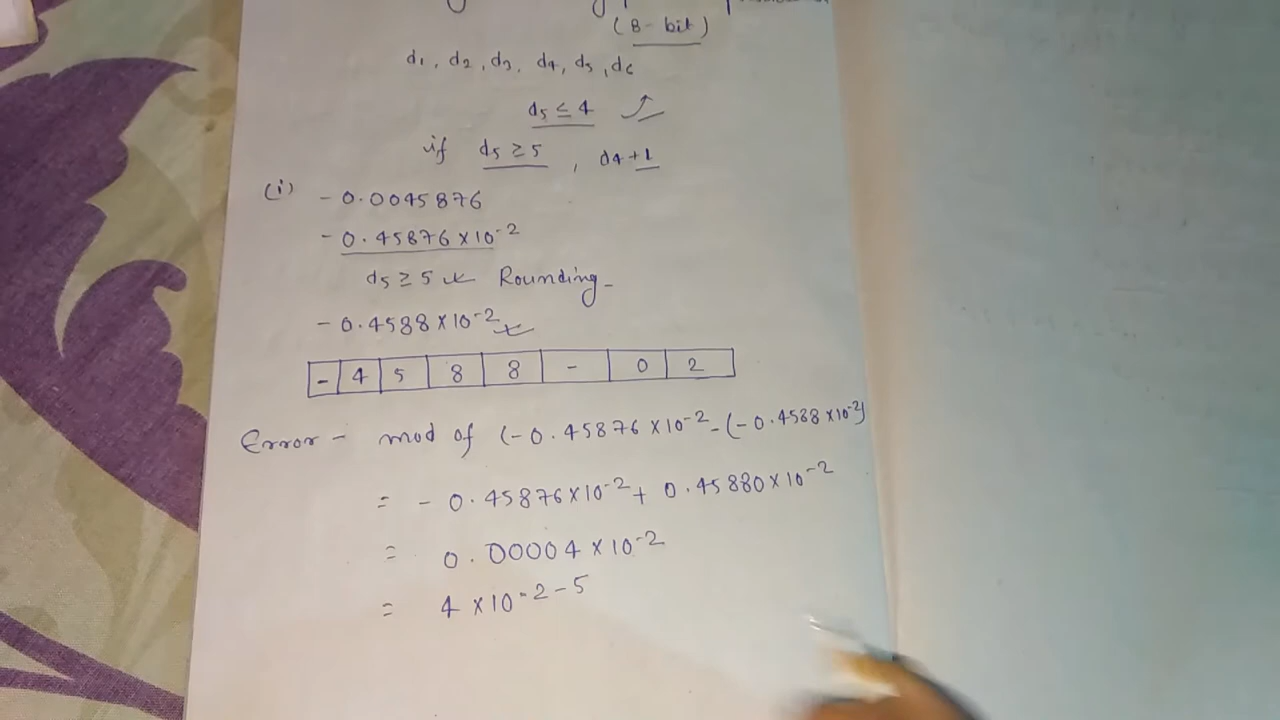 (8- bit)
d1, d2, d3, d4, d5, d6
d5 ≤ 4
if d5 ≥ 5, d4+1
(i) - 0.0045876
- 0.45876 × 10^-2
d5 ≥ 5 Rounding-
- 0.4588 × 10^-2
- 4 5 8 8 - 0 2
Error - mod of (-0.45876 × 10^-2 - (-0.4588 × 10^-2)
= - 0.45876 × 10^-2 + 0.45880 × 10^-2
= 0.00004 × 10^-2
= 4 × 10^-2-5